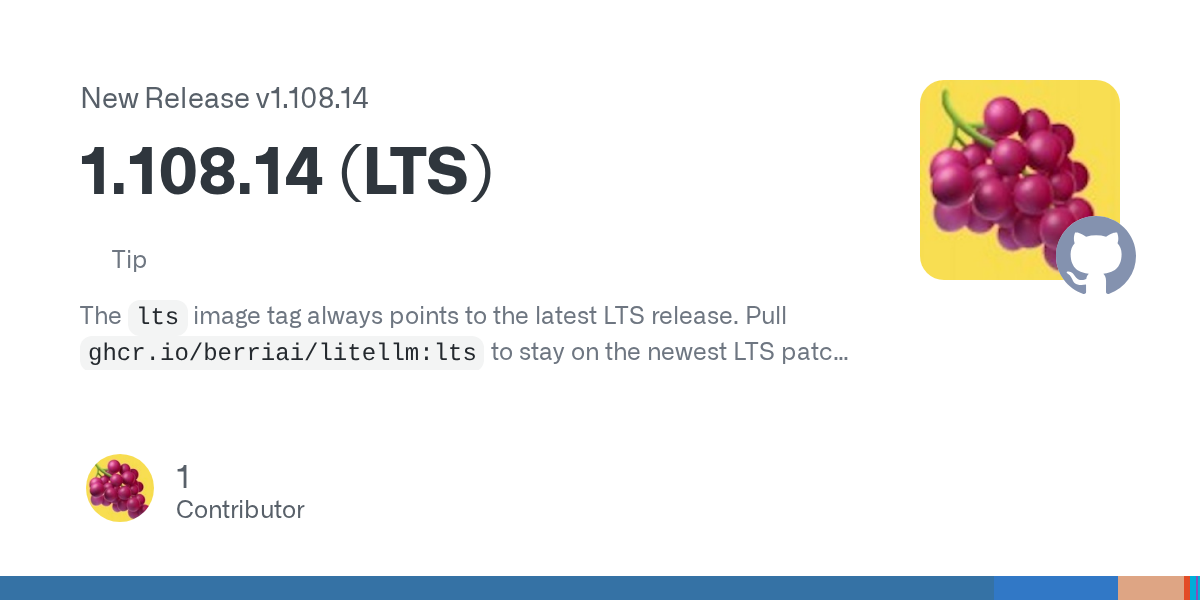 New Release v1.108.14
1.108.14 (LTS)
Tip
The lts image tag always points to the latest LTS release. Pull
ghcr.io/berriai/litellm:lts to stay on the newest LTS patc...
1
Contributor